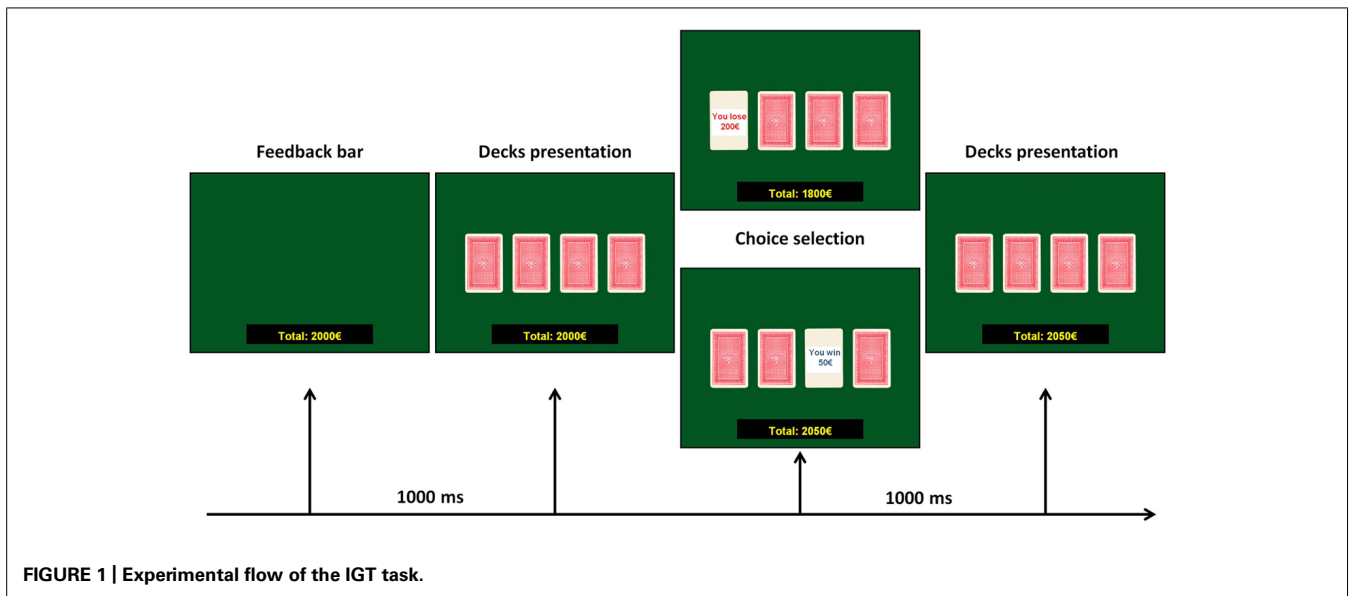 You lose
200€
Total: 1800€
Feedback bar
Decks presentation
Decks presentation
Total: 2000€
Total: 2000€
Choice selection
You win
50€
Total: 2050€
Total: 2050€
1000 ms
1000 ms
FIGURE 1 | Experimental flow of the IGT task.